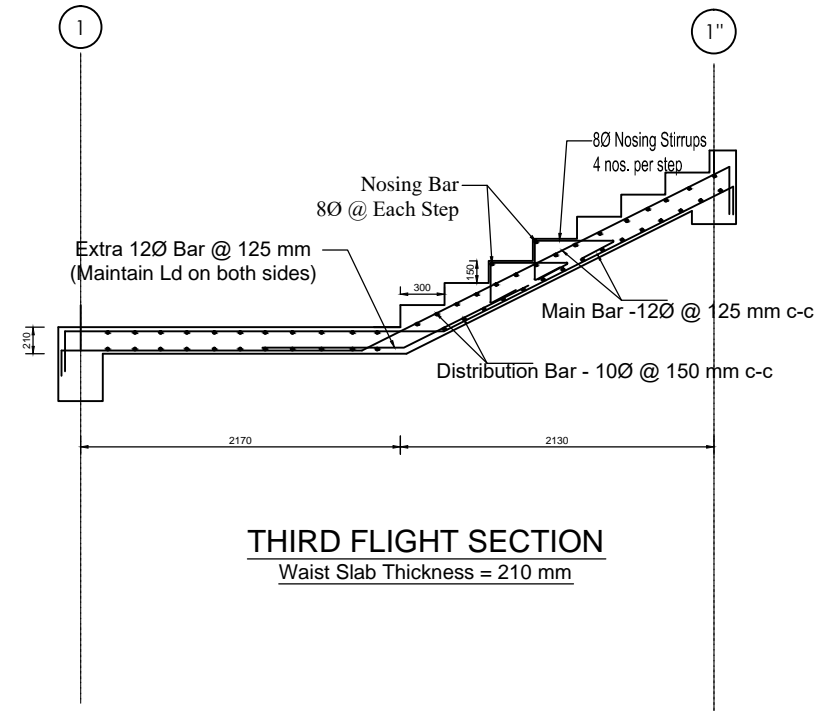 1
1"
8Ø Nosing Stirrups
4 nos. per step
Nosing Bar
8Ø @ Each Step
Extra 12Ø Bar @ 125 mm
(Maintain Ld on both sides)
150
300
Main Bar -12Ø @ 125 mm c-c
210
Distribution Bar - 10Ø @ 150 mm c-c
2170
2130
THIRD FLIGHT SECTION
Waist Slab Thickness = 210 mm